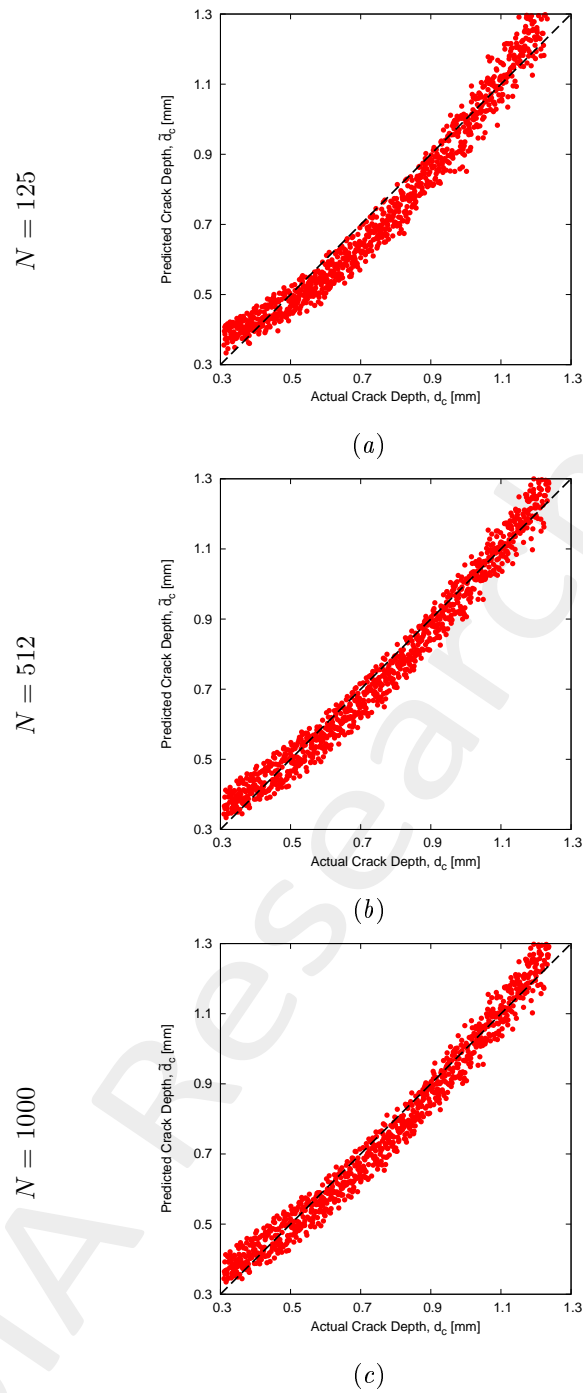 N = 125
1.3
1.1
0.9
0.7
0.5
0.3
Predicted Crack Depth, d̃c [mm]
0.3 0.5 0.7 0.9 1.1 1.3
Actual Crack Depth, dc [mm]
(a)
N = 512
1.3
1.1
0.9
0.7
0.5
0.3
Predicted Crack Depth, d̃c [mm]
0.3 0.5 0.7 0.9 1.1 1.3
Actual Crack Depth, dc [mm]
(b)
N = 1000
1.3
1.1
0.9
0.7
0.5
0.3
Predicted Crack Depth, d̃c [mm]
0.3 0.5 0.7 0.9 1.1 1.3
Actual Crack Depth, dc [mm]
(c)
Research